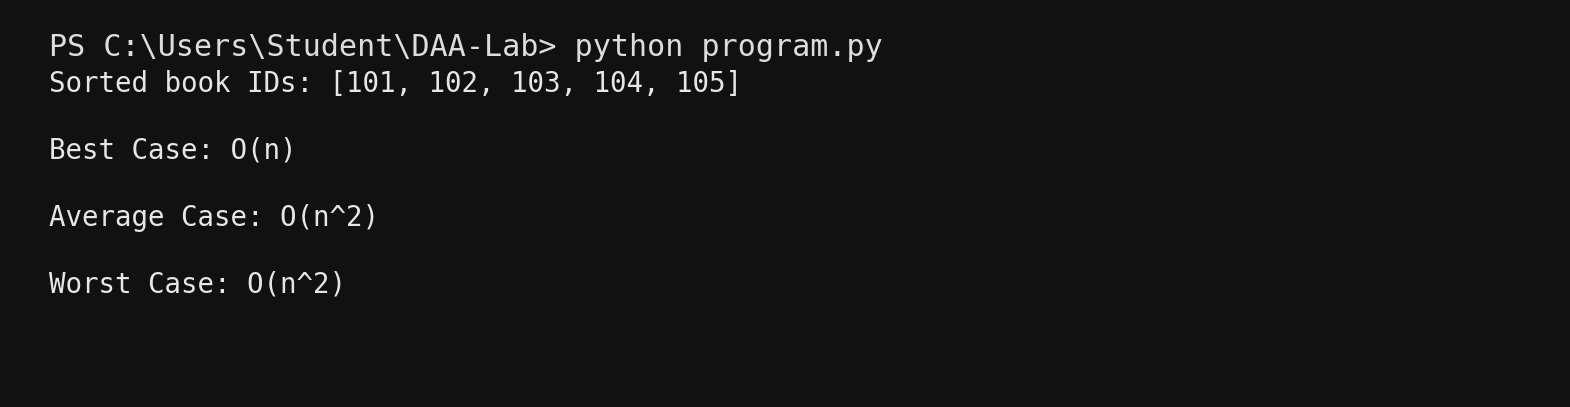 PS C:\Users\Student\DAA-Lab> python program.py
Sorted book IDs: [101, 102, 103, 104, 105]
Best Case: O(n)
Average Case: O(n^2)
Worst Case: O(n^2)